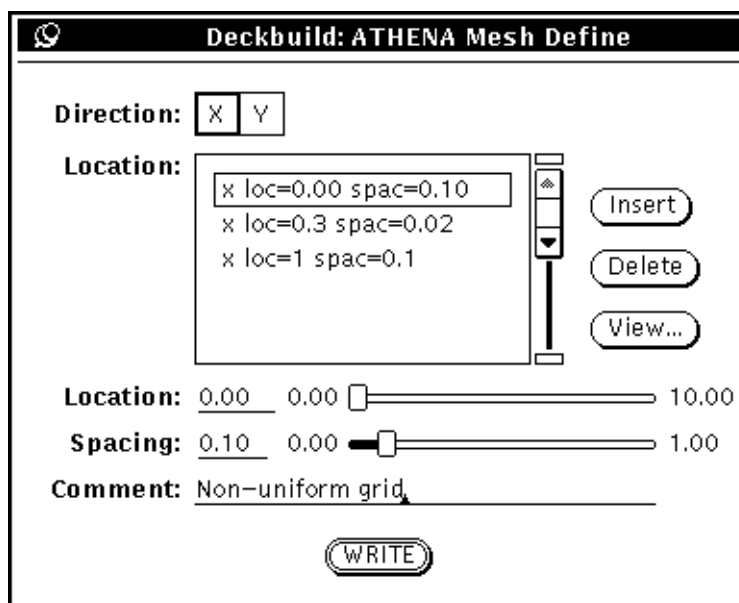 Deckbuild: ATHENA Mesh Define
Direction: X Y
Location:
x loc=0.00 spac=0.10
x loc=0.3 spac=0.02
x loc=1 spac=0.1
Insert
Delete
View...
Location: 0.00 0.00 10.00
Spacing: 0.10 0.00 1.00
Comment: Non-uniform grid
WRITE